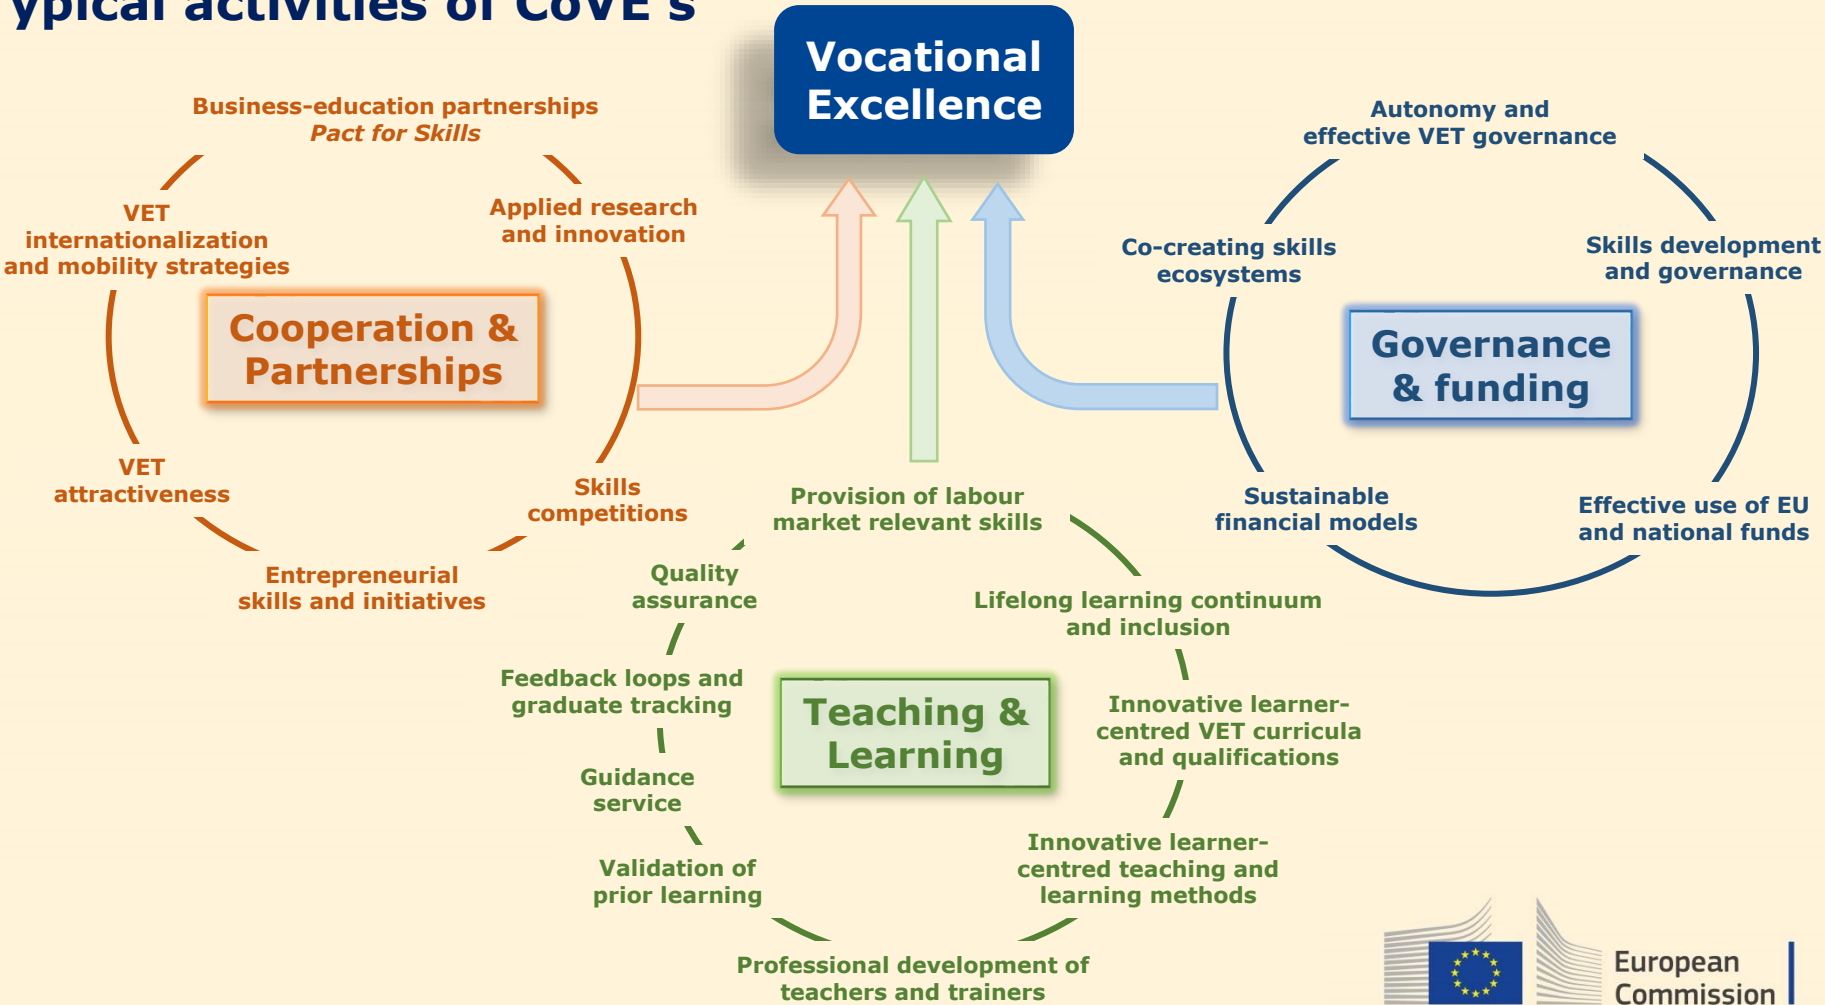 ypical activities of CoVE's
Vocational
Excellence
Business-education partnerships
Pact for Skills
Applied research
and innovation
VET
internationalization
and mobility strategies
Cooperation &
Partnerships
VET
attractiveness
Skills
competitions
Entrepreneurial
skills and initiatives
Autonomy and
effective VET governance
Co-creating skills
ecosystems
Skills development
and governance
Governance
& funding
Sustainable
financial models
Effective use of EU
and national funds
Provision of labour
market relevant skills
Quality
assurance
Lifelong learning continuum
and inclusion
Feedback loops and
graduate tracking
Teaching &
Learning
Innovative learner-
centred VET curricula
and qualifications
Guidance
service
Innovative learner-
centred teaching and
learning methods
Validation of
prior learning
Professional development of
teachers and trainers
European
Commission